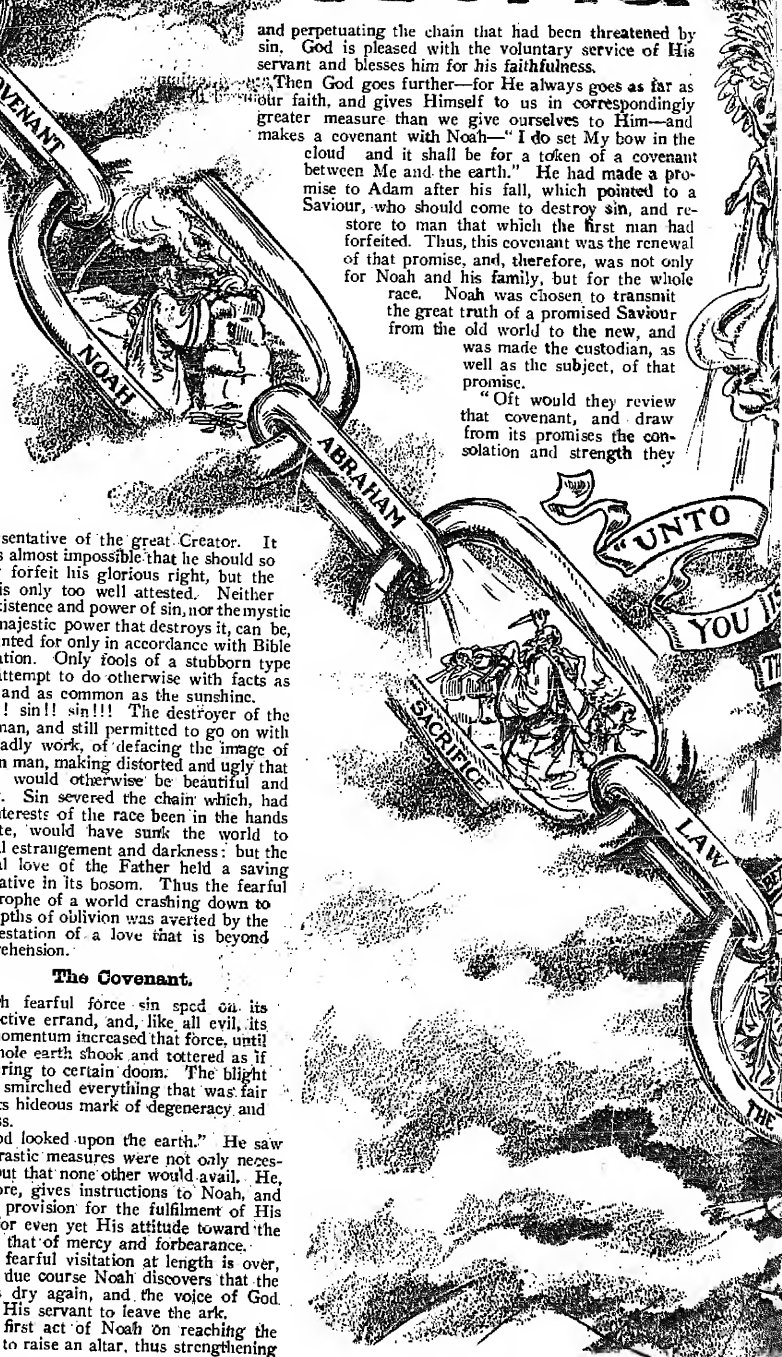 sentative of the great Creator. It
almost impossible that he should so
forfeit his glorious right, but the
is only too well attested. Neither
istence and power of sin, nor the mystic
majestic power that destroys it, can be,
nted for only in accordance with Bible
tion. Only fools of a stubborn type
ttempt to do otherwise with facts as
and as common as the sunshine.
! sin!! sin!!! The destroyer of the
man, and still permitted to go on with
adly work, of defacing the image of
n man, making distorted and ugly that
would otherwise be beautiful and
Sin severed the chain which, had
terests of the race been in the hands
te, would have sunk the world to
l estrangement and darkness: but the
al love of the Father held a saving
ative in its bosom. Thus the fearful
rophe of a world crashing down to
pths of oblivion was averted by the
estation of a love that is beyond
rehension.
The Covenant.
h fearful force sin sped on its
ctive errand, and, like all evil, its
omentum increased that force, until
hole earth shook and tottered as if
ring to certain doom. The blight
smirched everything that was fair
ts hideous mark of degeneracy and
ss.
od looked upon the earth." He saw
rastic measures were not only neces-
ut that none other would avail. He,
ore, gives instructions to Noah, and
provision for the fulfilment of His
or even yet His attitude toward the
that of mercy and forbearance.
fearful visitation at length is over,
due course Noah discovers that the
dry again, and the voice of God
His servant to leave the ark.
first act of Noah on reaching the
to raise an altar, thus strengthening
and perpetuating the chain that had been threatened by
sin. God is pleased with the voluntary service of His
servant and blesses him for his faithfulness.
Then God goes further—for He always goes as far as
our faith, and gives Himself to us in correspondingly
greater measure than we give ourselves to Him—and
makes a covenant with Noah—"I do set My bow in the
cloud and it shall be for a token of a covenant
between Me and the earth." He had made a pro-
mise to Adam after his fall, which pointed to a
Saviour, who should come to destroy sin, and re-
store to man that which the first man had
forfeited. Thus, this covenant was the renewal
of that promise, and, therefore, was not only
for Noah and his family, but for the whole
race. Noah was chosen to transmit
the great truth of a promised Saviour
from the old world to the new, and
was made the custodian, as
well as the subject, of that
promise.
"Oft would they review
that covenant, and draw
from its promises the con-
solation and strength they
OVENANT
NOAH
ABRAHAM
SACRIFICE
LAW
THE
"UNTO
YOU IS